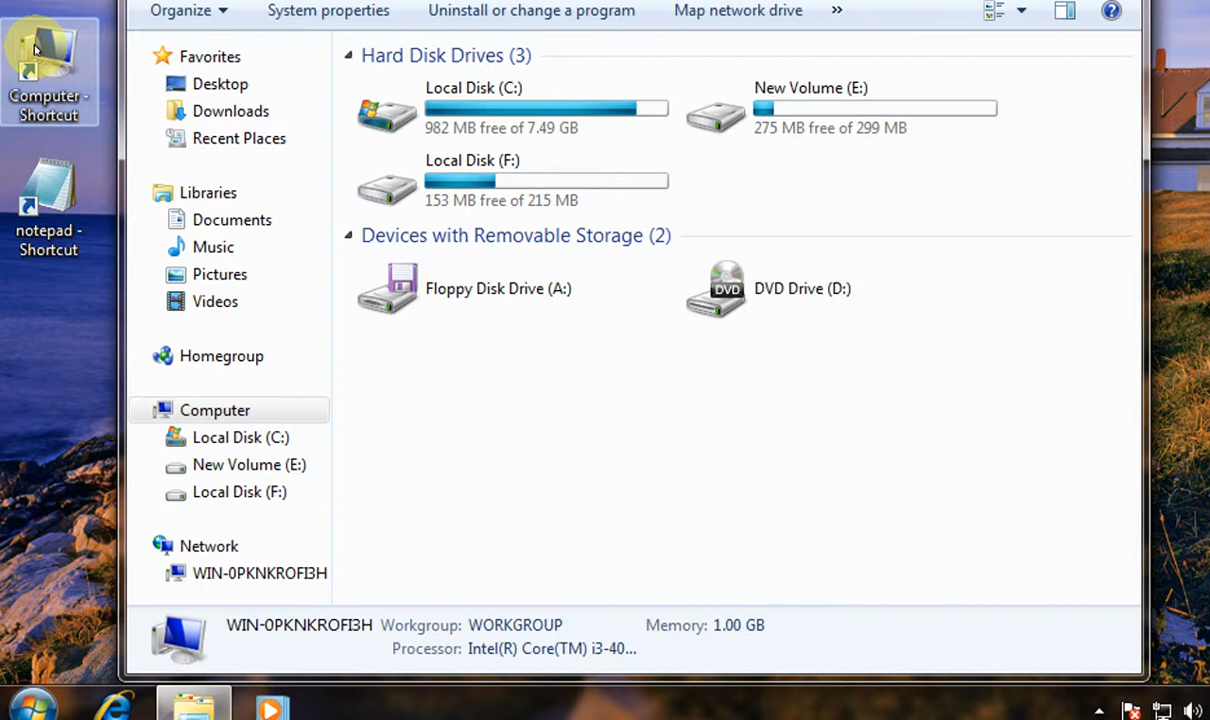 Organize System properties Uninstall or change a program Map network drive »
Computer -
Shortcut
notepad -
Shortcut
Favorites
Desktop
Downloads
Recent Places
Libraries
Documents
Music
Pictures
Videos
Homegroup
Computer
Local Disk (C:)
New Volume (E:)
Local Disk (F:)
Network
WIN-0PKNKROFI3H
Hard Disk Drives (3)
Local Disk (C:)
982 MB free of 7.49 GB
New Volume (E:)
275 MB free of 299 MB
Local Disk (F:)
153 MB free of 215 MB
Devices with Removable Storage (2)
Floppy Disk Drive (A:)
DVD
DVD Drive (D:)
WIN-0PKNKROFI3H Workgroup: WORKGROUP Memory: 1.00 GB
Processor: Intel(R) Core(TM) i3-40...